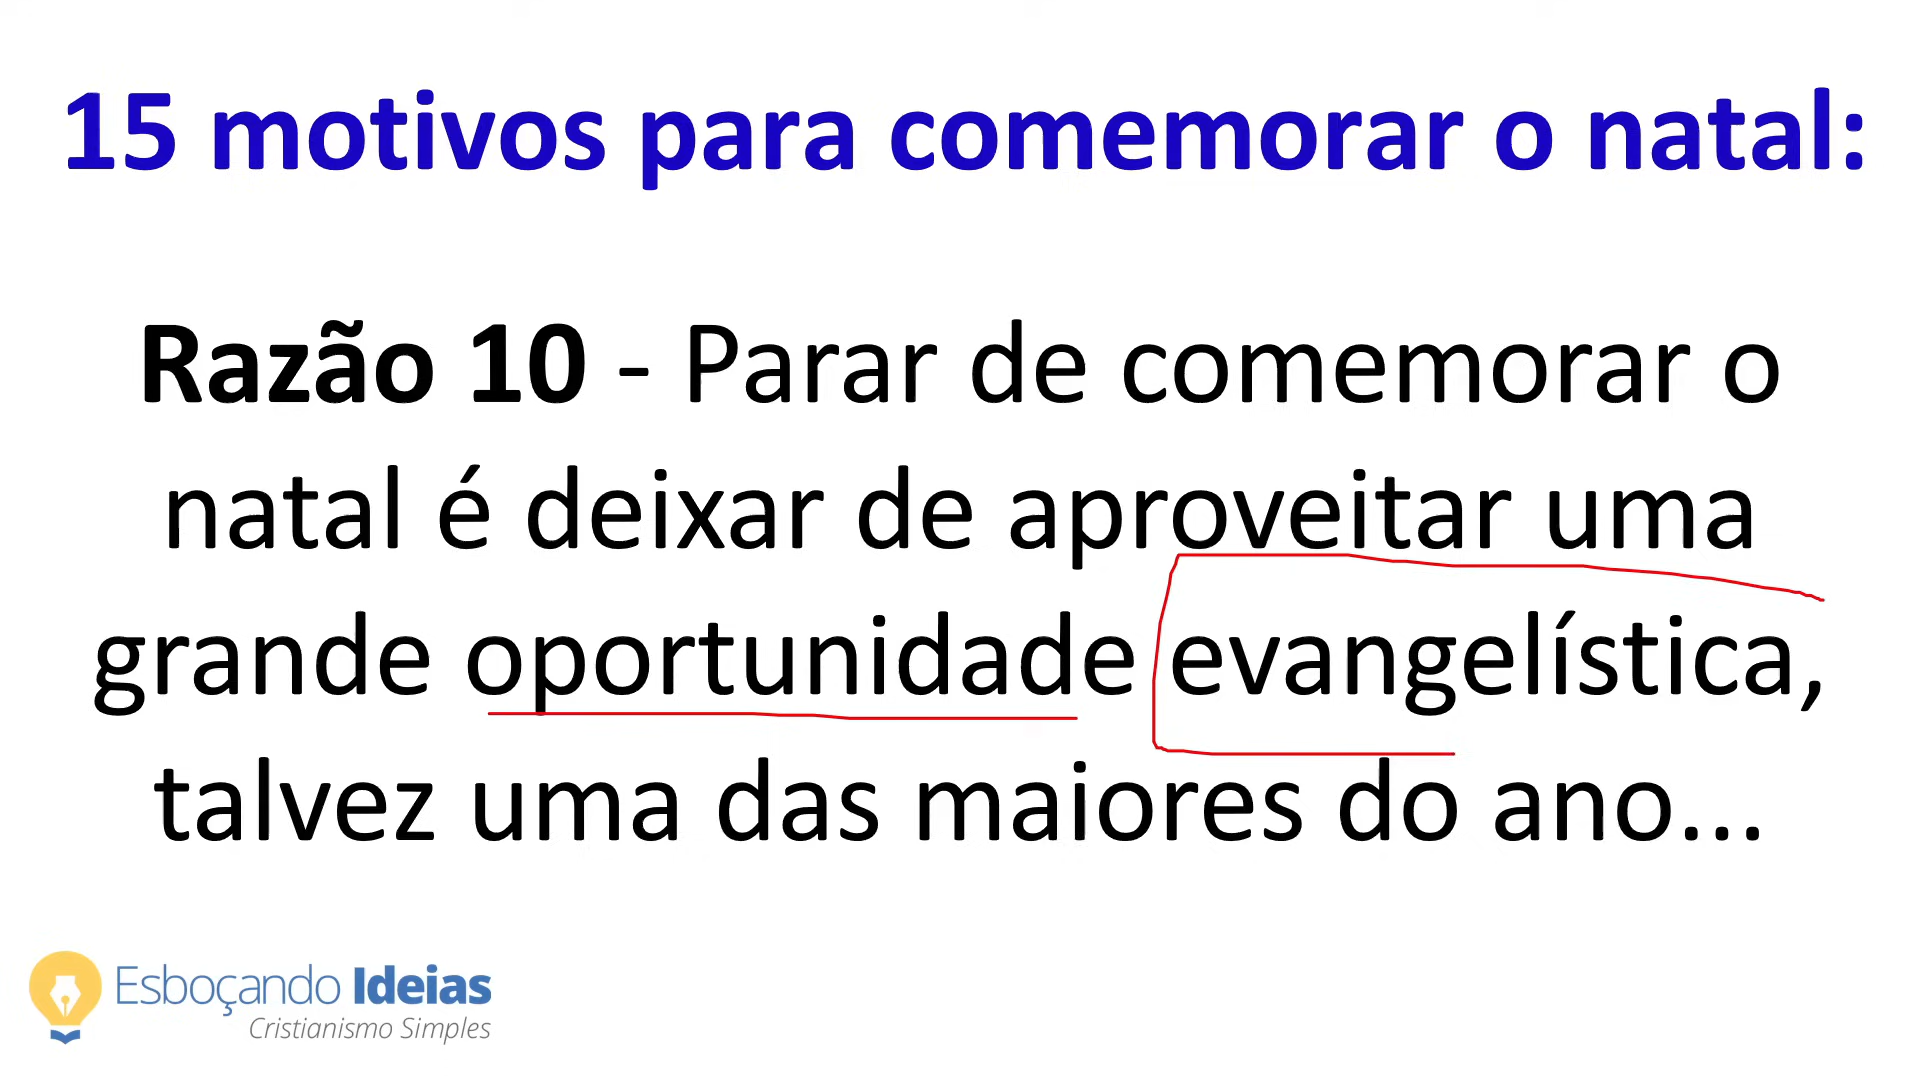 15 motivos para comemorar o natal:
Razão 10 - Parar de comemorar o
natal é deixar de aproveitar uma
grande oportunidade evangelística,
talvez uma das maiores do ano...
Esboçando Ideias
Cristianismo Simples